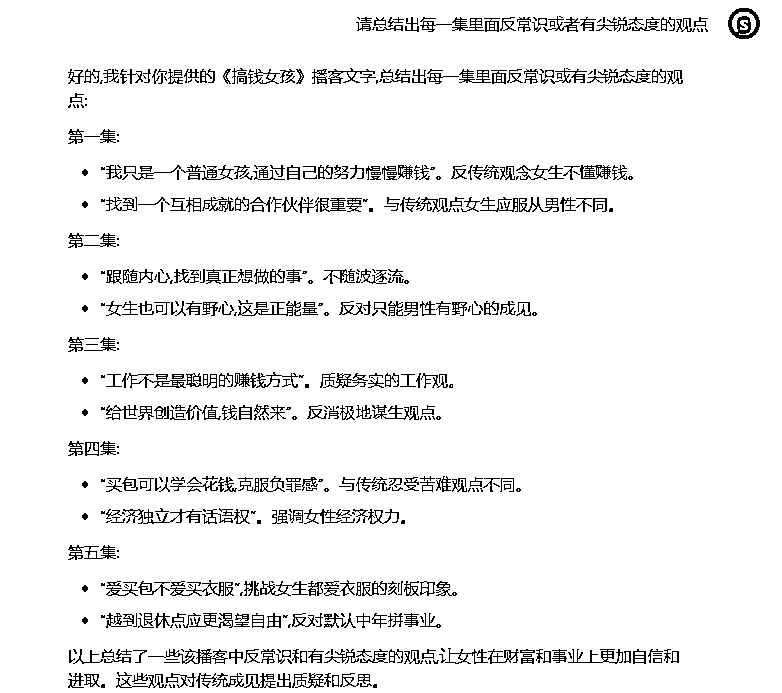 请总结出每一集里面反常识或者有尖锐态度的观点
好的,我针对你提供的《搞钱女孩》播客文字,总结出每一集里面反常识或有尖锐态度的观
点:
第一集:
• “我只是一个普通女孩,通过自己的努力慢慢赚钱”。反传统观念女生不懂赚钱。
• “找到一个互相成就的合作伙伴很重要”。与传统观点女生应服从男性不同。
第二集:
• “跟随内心,找到真正想做的事”。不随波逐流。
• “女生也可以有野心,这是正能量”。反对只能男性有野心的成见。
第三集:
• “工作不是最聪明的赚钱方式”。质疑务实的工作观。
• “给世界创造价值,钱自然来”。反消极地谋生观点。
第四集:
• “买包可以学会花钱,克服负罪感”。与传统忍受苦难观点不同。
• “经济独立才有话语权”。强调女性经济权力。
第五集:
• “爱买包不爱买衣服”,挑战女生都爱衣服的刻板印象。
• “越到退休点应更渴望自由”,反对默认中年拼事业。
以上总结了一些该播客中反常识和有尖锐态度的观点,让女性在财富和事业上更加自信和
进取。这些观点对传统成见提出质疑和反思。